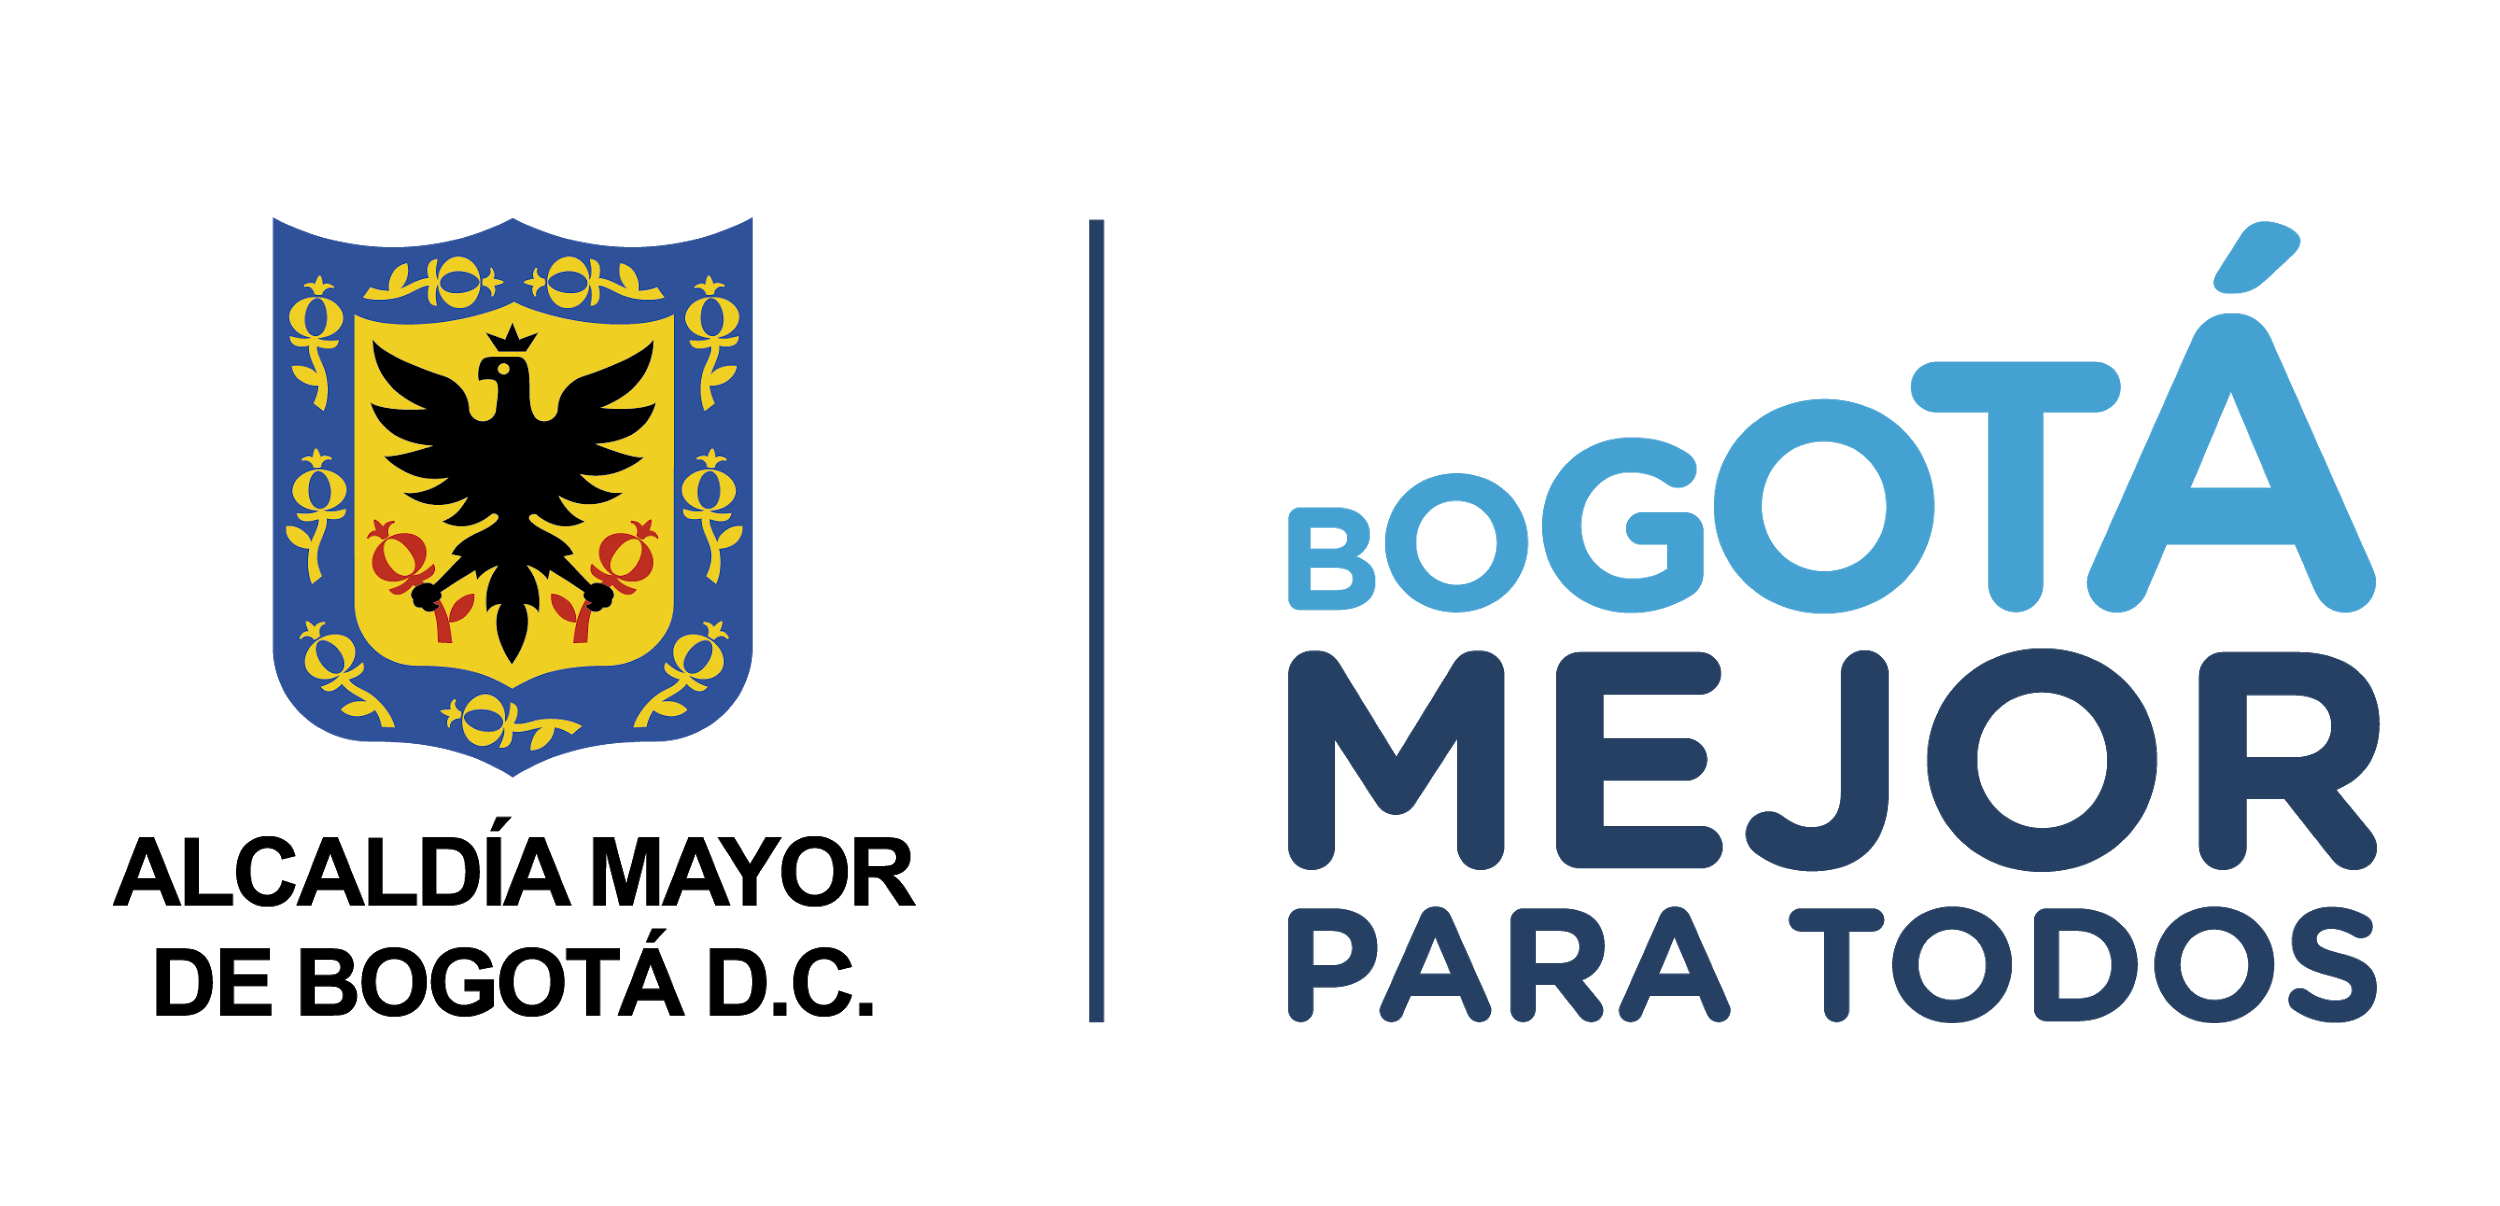 ALCALDÍA MAYOR
DE BOGOTÁ D.C.
BOGOTÁ
MEJOR
PARA TODOS